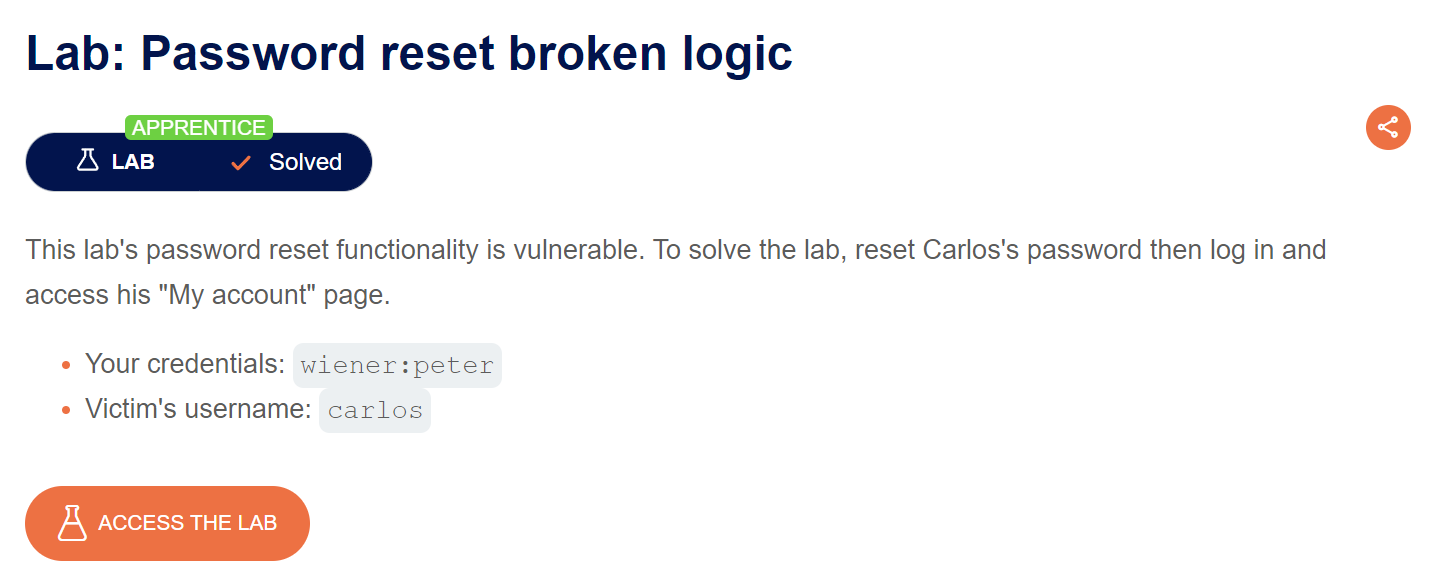 Lab: Password reset broken logic
APPRENTICE
LAB Solved
This lab's password reset functionality is vulnerable. To solve the lab, reset Carlos's password then log in and
access his "My account" page.
Your credentials: wiener:peter
Victim's username: carlos
ACCESS THE LAB